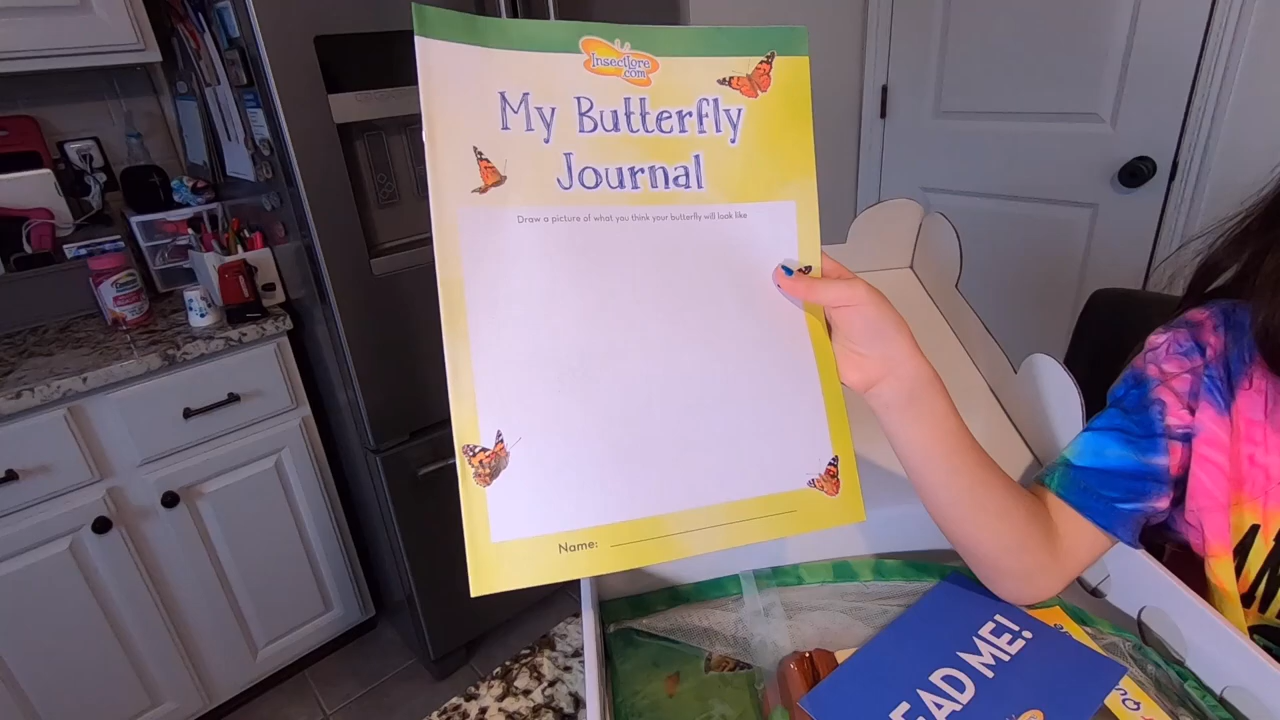 InsectLore
.com
My Butterfly
Journal
Draw a picture of what you think your butterfly will look like
Name:
EAD ME!